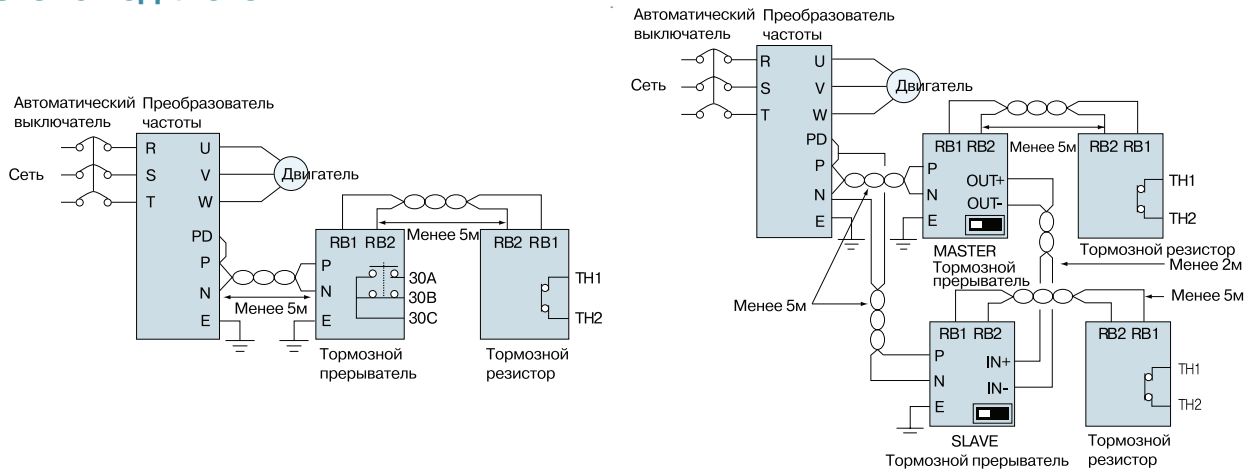 Автоматический Преобразователь
выключатель частоты
Сеть
R U
S V
T W
PD
P
N
E
Двигатель
Менее 5м
RB1 RB2
P
N
E
30A
30B
30C
Тормозной
прерыватель
Менее 5м
RB2 RB1
TH1
TH2
Тормозной
резистор
Автоматический Преобразователь
выключатель частоты
Сеть
R U
S V
T W
PD
P
N
E
Двигатель
RB1 RB2
P
N
E
OUT+
OUT-
MASTER
Тормозной
прерыватель
Менее 5м
RB2 RB1
TH1
TH2
Тормозной резистор
Менее 2м
Менее 5м
Менее 5м
RB1 RB2
P
N
E
IN+
IN-
SLAVE
Тормозной прерыватель
RB2 RB1
TH1
TH2
Тормозной
резистор